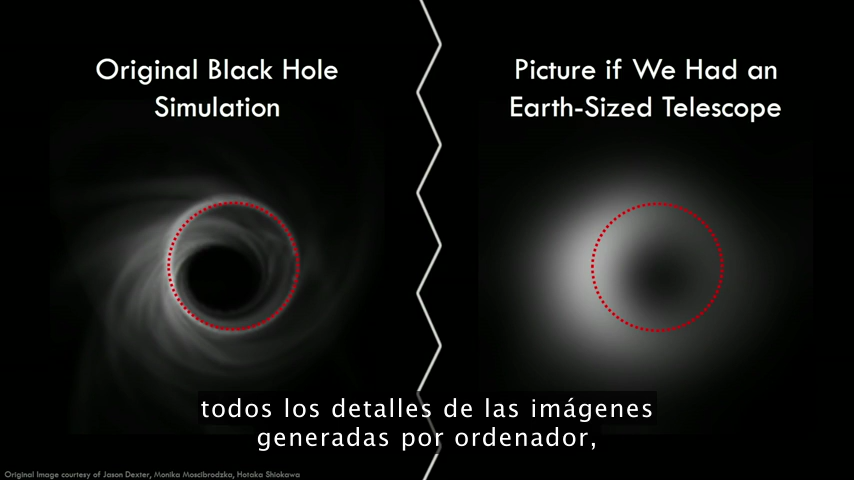 Original Black Hole
Simulation
Picture if We Had an
Earth-Sized Telescope
todos los detalles de las imágenes
generadas por ordenador,
Original Image courtesy of Jason Dexter, Monika Moscibrodzka, Hotaka Shiokawa